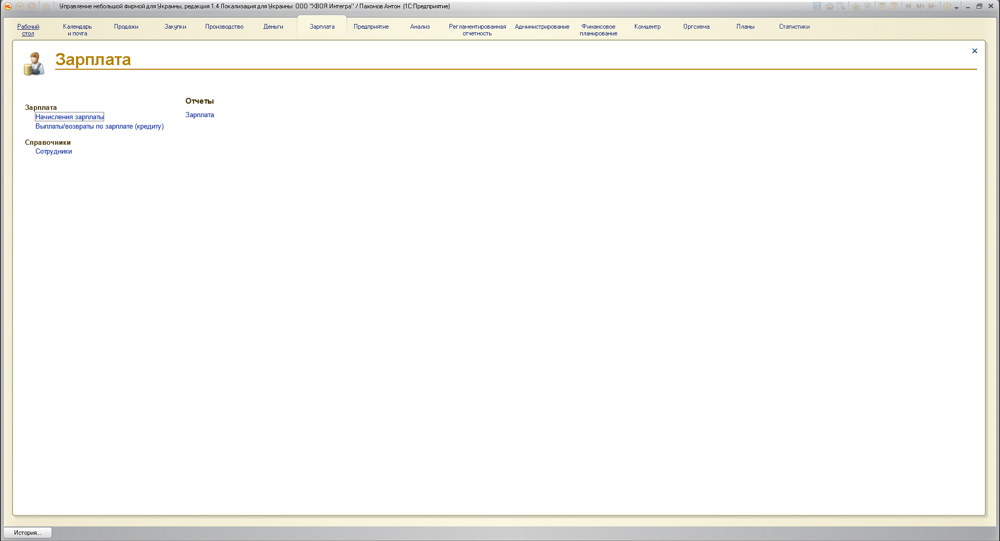 Управление небольшой фирмой для Украины, редакция 1.4 Локализация для Украины: ООО "ХВОЯ Интегра" / Пахомов Антон (1С:Предприятие)
M M+ M-
Рабочий стол
Календарь и почта
Продажи
Закупки
Производство
Деньги
Зарплата
Предприятие
Анализ
Регламентированная отчетность
Администрирование
Финансовое планирование
Комцентр
Оргсхема
Планы
Статистики
Зарплата
Зарплата
Начисления зарплаты
Выплаты/возвраты по зарплате (кредиту)
Справочники
Сотрудники
Отчеты
Зарплата
История...